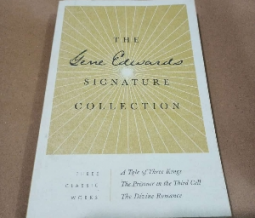 THE
Gene Edwards
SIGNATURE
COLLECTION
THREE
CLASSIC
WORKS
A Tale of Three Kings
The Prisoner in the Third Cell
The Divine Romance